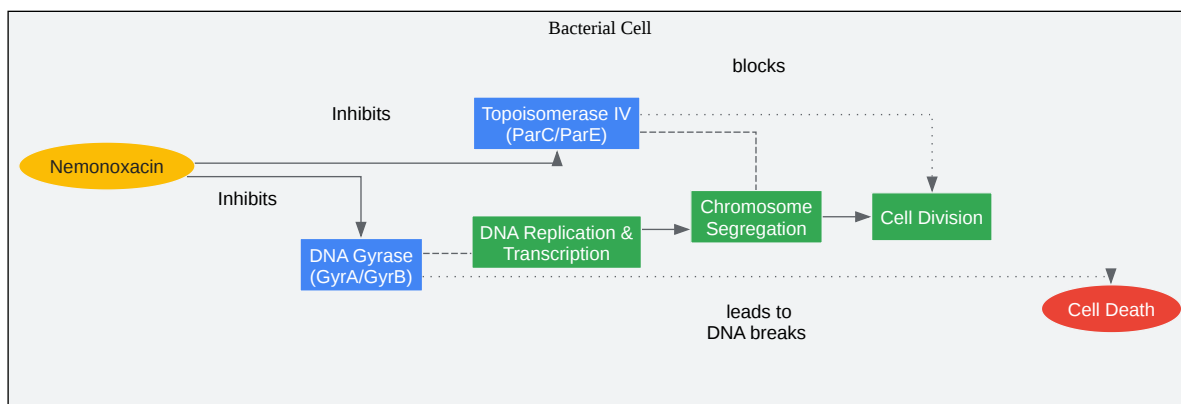 Bacterial Cell
blocks
Inhibits
Topoisomerase IV
(ParC/ParE)
Nemonoxacin
Inhibits
Chromosome
Segregation
Cell Division
DNA Replication &
Transcription
DNA Gyrase
(GyrA/GyrB)
leads to
DNA breaks
Cell Death